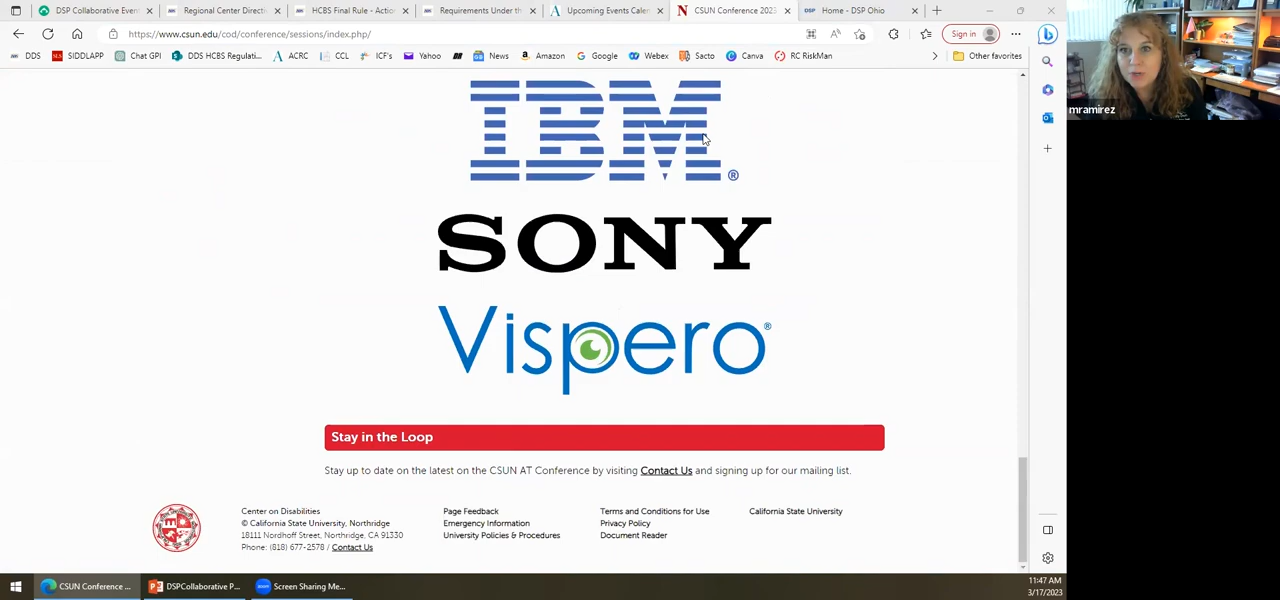 DSP Collaborative Even
Regional Center Directi
HCBS Final Rule - Action
Requirements Under th
Upcoming Events Calen
CSUN Conference 2023
DSP
Home - DSP Ohio
https://www.csun.edu/cod/conference/sessions/index.php/
Sign in
DDS
SLS
SIDDLAPP
Chat GPI
DDS HCBS Regulati...
ACRC
CCL
ICF's
Yahoo
News
Amazon
Google
Webex
Sacto
Canva
RC RiskMan
Other favorites
mramirez
IBM®
SONY
Vispero®
Stay in the Loop
Stay up to date on the latest on the CSUN AT Conference by visiting Contact Us and signing up for our mailing list.
Center on Disabilities
© California State University, Northridge
18111 Nordhoff Street, Northridge, CA 91330
Phone: (818) 677-2578 / Contact Us
Page Feedback
Emergency Information
University Policies & Procedures
Terms and Conditions for Use
Privacy Policy
Document Reader
California State University
CSUN Conference ...
DSPCollaborative P...
Screen Sharing Me...
11:47 AM
3/17/2023